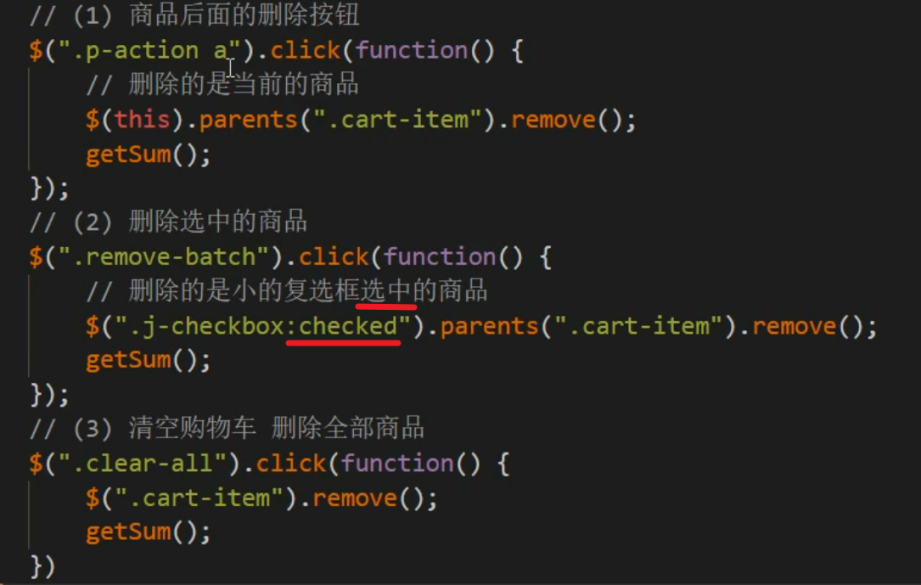 // (1) 商品后面的删除按钮
$(".p-action a").click(function() {
    // 删除的是当前的商品
    $(this).parents(".cart-item").remove();
    getSum();
});
// (2) 删除选中的商品
$(".remove-batch").click(function() {
    // 删除的是小的复选框选中的商品
    $(".j-checkbox:checked").parents(".cart-item").remove();
    getSum();
});
// (3) 清空购物车 删除全部商品
$(".clear-all").click(function() {
    $(".cart-item").remove();
    getSum();
})